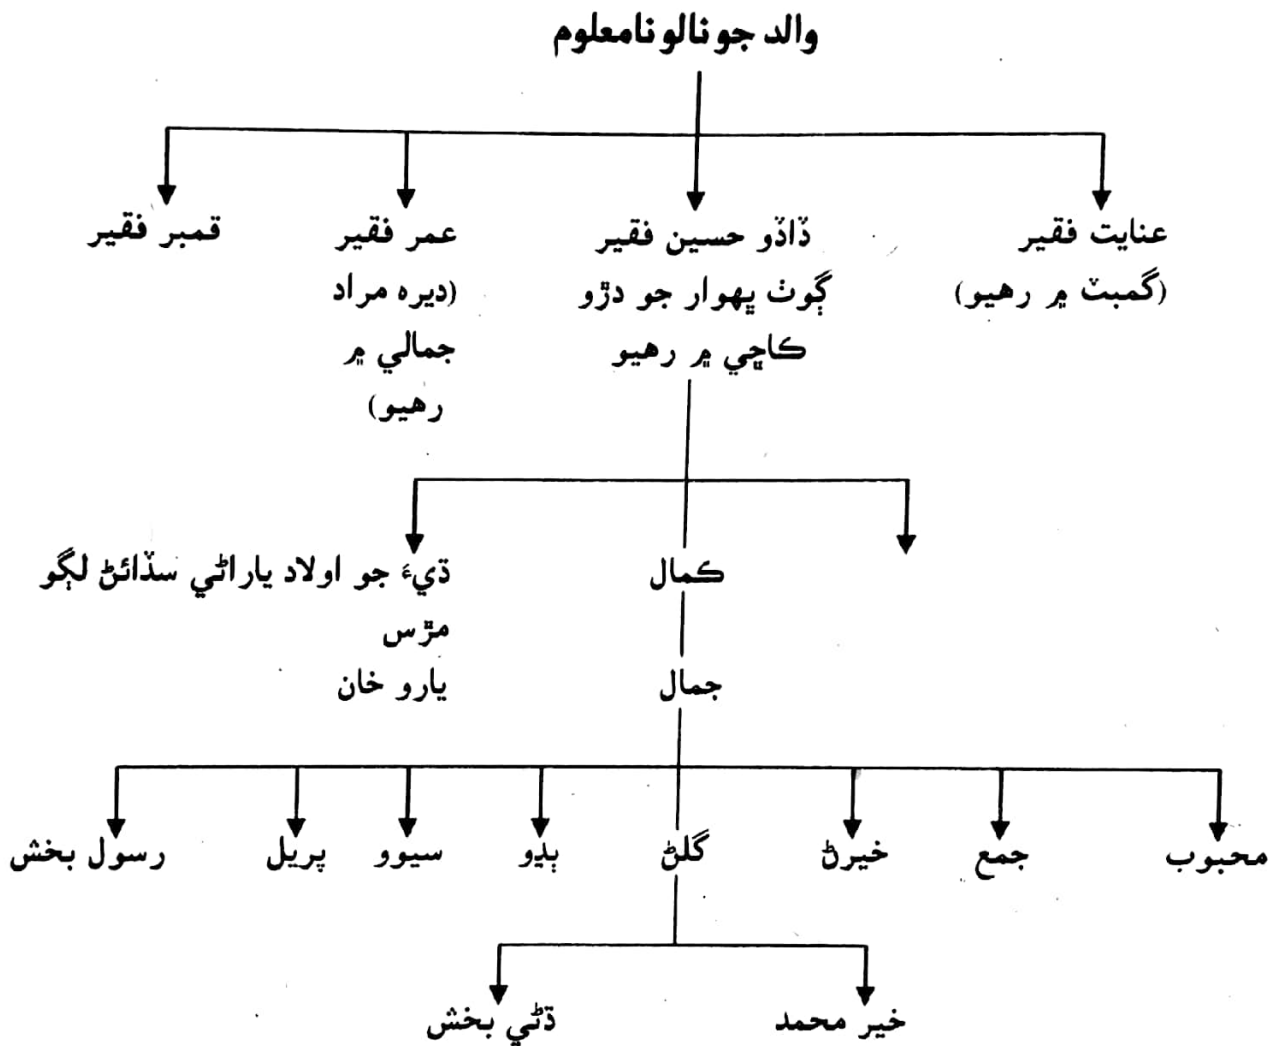 والد جو نالو نامعلوم
عنايت فقير
(گمبٽ ۾ رهيو)
ڏاڏو حسين فقير
ڳوٺ ڀهوار جو دڙو
ڪاڇي ۾ رهيو
عمر فقير
(ديره مراد
جمالي ۾
رهيو)
قمبر فقير
ڪمال
ڌيءَ جو اولاد ياراڻي سڏائڻ لڳو
مڙس
يارو خان
جمال
محبوب
جمع
خيرڻ
گلڻ
ٻڍو
سيوو
پريل
رسول بخش
خير محمد
ڌڻي بخش